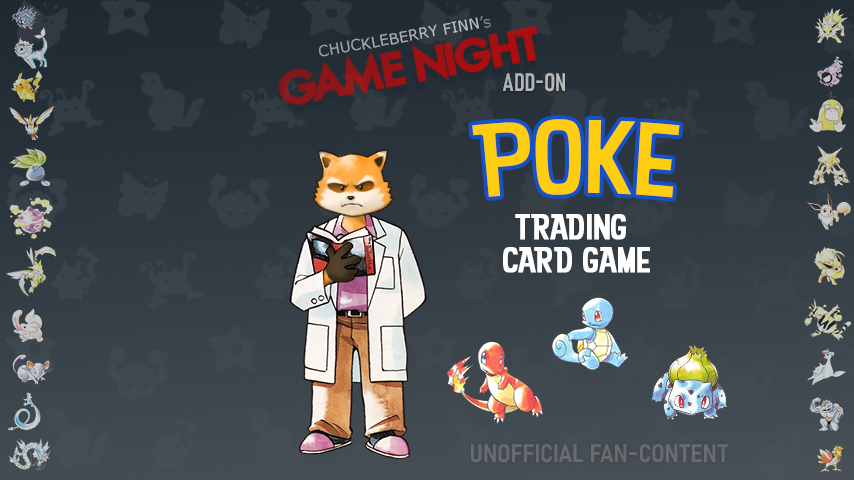 CHUCKLEBERRY FINN's
GAME NIGHT
ADD-ON
POKE
TRADING
CARD GAME
UNOFFICIAL FAN-CONTENT